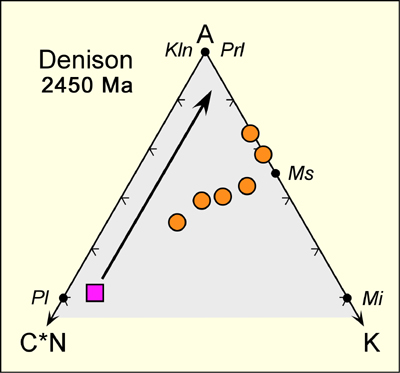 A
Kln Prl
Denison
2450 Ma
Ms
Pl Mi
C*N K